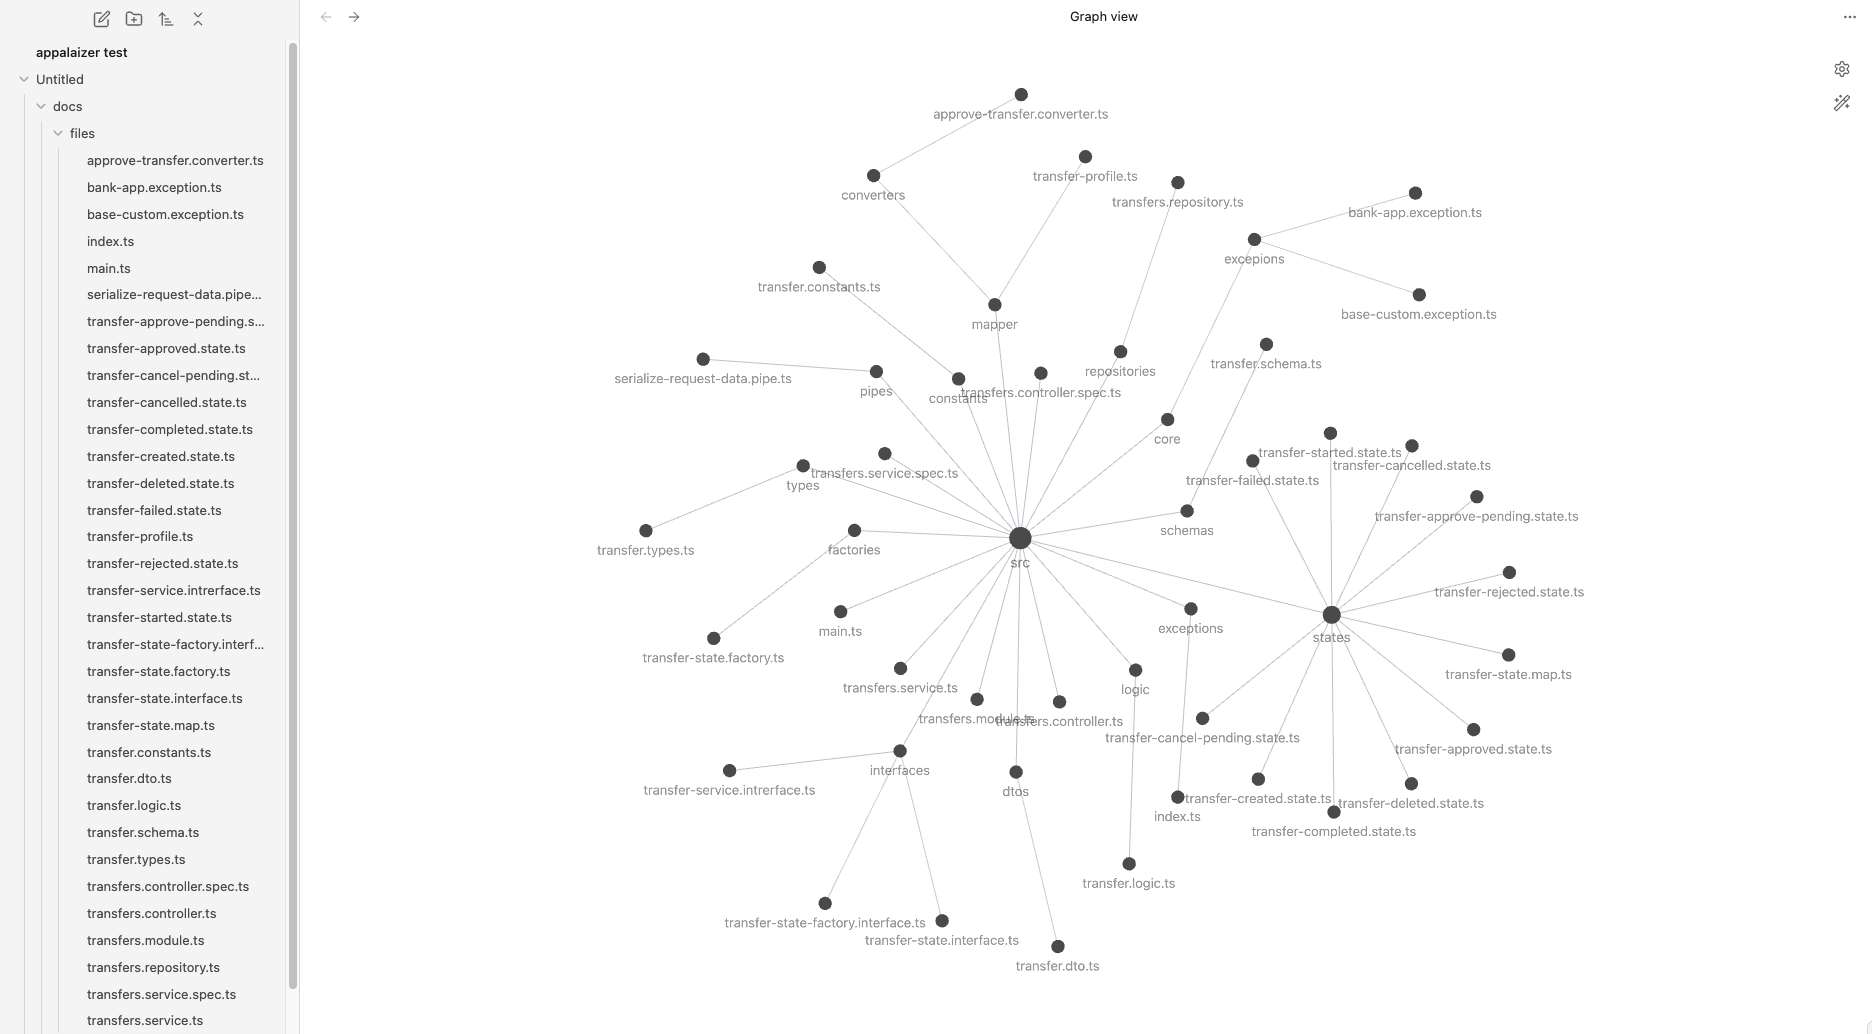 appalaizer test
Untitled
docs
files
approve-transfer.converter.ts
bank-app.exception.ts
base-custom.exception.ts
index.ts
main.ts
serialize-request-data.pipe...
transfer-approve-pending.s...
transfer-approved.state.ts
transfer-cancel-pending.st...
transfer-cancelled.state.ts
transfer-completed.state.ts
transfer-created.state.ts
transfer-deleted.state.ts
transfer-failed.state.ts
transfer-profile.ts
transfer-rejected.state.ts
transfer-service.intrerface.ts
transfer-started.state.ts
transfer-state-factory.interf...
transfer-state.factory.ts
transfer-state.interface.ts
transfer-state.map.ts
transfer.constants.ts
transfer.dto.ts
transfer.logic.ts
transfer.schema.ts
transfer.types.ts
transfers.controller.spec.ts
transfers.controller.ts
transfers.module.ts
transfers.repository.ts
transfers.service.spec.ts
transfers.service.ts
Graph view
approve-transfer.converter.ts
transfer-profile.ts
converters
transfers.repository.ts
bank-app.exception.ts
excepions
transfer.constants.ts
base-custom.exception.ts
mapper
transfer.schema.ts
repositories
serialize-request-data.pipe.ts
pipes
transfers.controller.spec.ts
constants
core
transfer-started.state.ts
transfer-cancelled.state.ts
transfers.service.spec.ts
transfer-failed.state.ts
types
transfer-approve-pending.state.ts
schemas
transfer.types.ts
factories
src
transfer-rejected.state.ts
exceptions
main.ts
states
transfer-state.factory.ts
transfer-state.map.ts
transfers.service.ts
logic
transfers.module.ts
transfers.controller.ts
transfer-cancel-pending.state.ts
transfer-approved.state.ts
interfaces
transfer-service.intrerface.ts
dtos
transfer-created.state.ts
transfer-deleted.state.ts
index.ts
transfer-completed.state.ts
transfer.logic.ts
transfer-state-factory.interface.ts
transfer-state.interface.ts
transfer.dto.ts